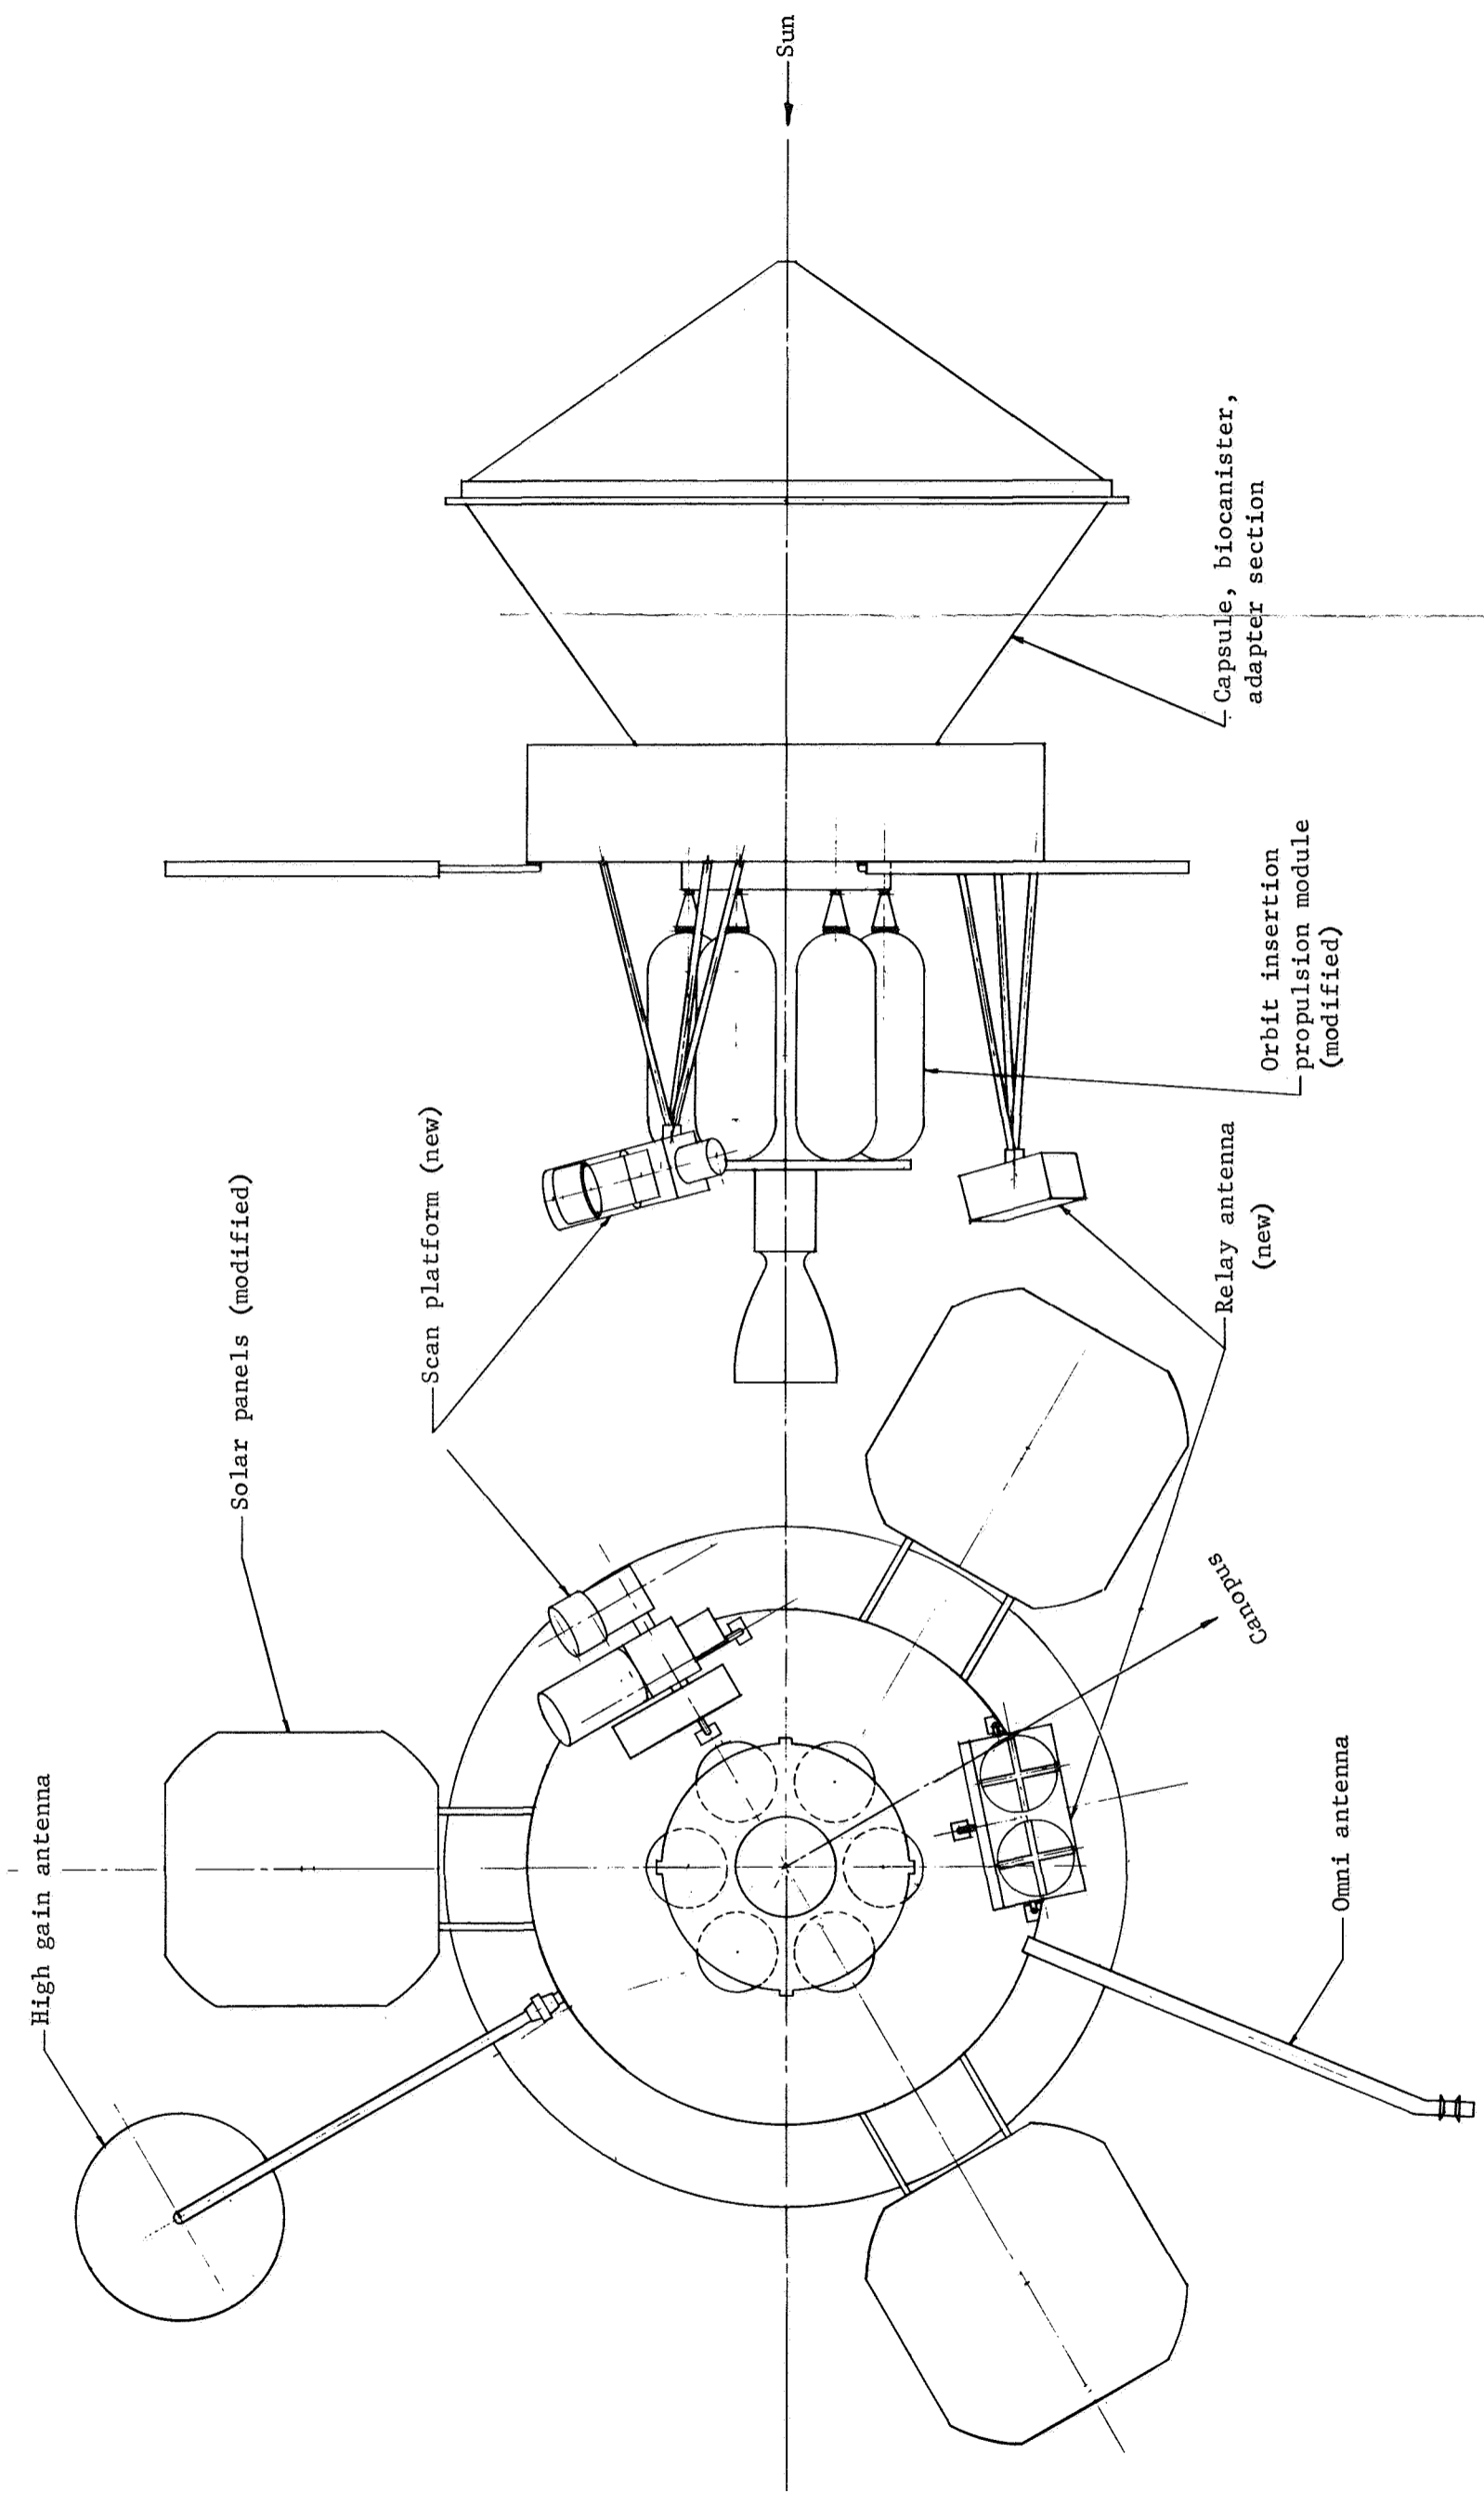 High gain antenna
Solar panels (modified)
Scan platform (new)
Sun
Capsule, biocanister,
adapter section
Orbit insertion
propulsion module
(modified)
Relay antenna
(new)
Canopus
Omni antenna